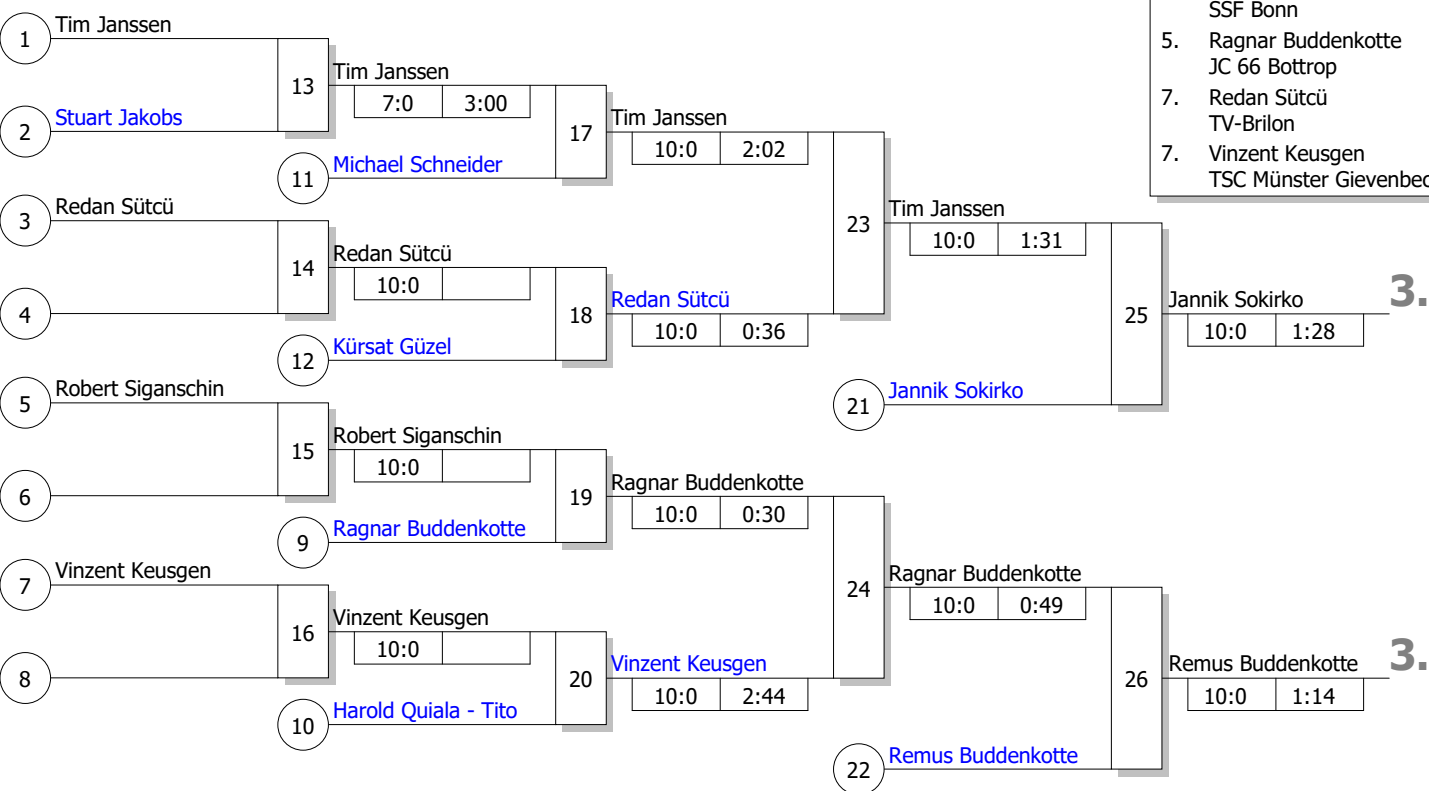 SSF Bonn
5. Ragnar Buddenkotte
JC 66 Bottrop
7. Redan Sütcü
TV-Brilon
7. Vinzent Keusgen
TSC Münster Gievenbec
1 Tim Janssen
13 Tim Janssen
7:0 3:00
2 Stuart Jakobs
17 Tim Janssen
10:0 2:02
11 Michael Schneider
3 Redan Sütcü
23 Tim Janssen
10:0 1:31
14 Redan Sütcü
10:0
4
18 Redan Sütcü
10:0 0:36
12 Kürsat Güzel
25 Jannik Sokirko 3.
10:0 1:28
5 Robert Siganschin
21 Jannik Sokirko
15 Robert Siganschin
10:0
6
19 Ragnar Buddenkotte
10:0 0:30
9 Ragnar Buddenkotte
7 Vinzent Keusgen
24 Ragnar Buddenkotte
10:0 0:49
16 Vinzent Keusgen
10:0
8
20 Vinzent Keusgen
10:0 2:44
10 Harold Quiala - Tito
26 Remus Buddenkotte 3.
10:0 1:14
22 Remus Buddenkotte